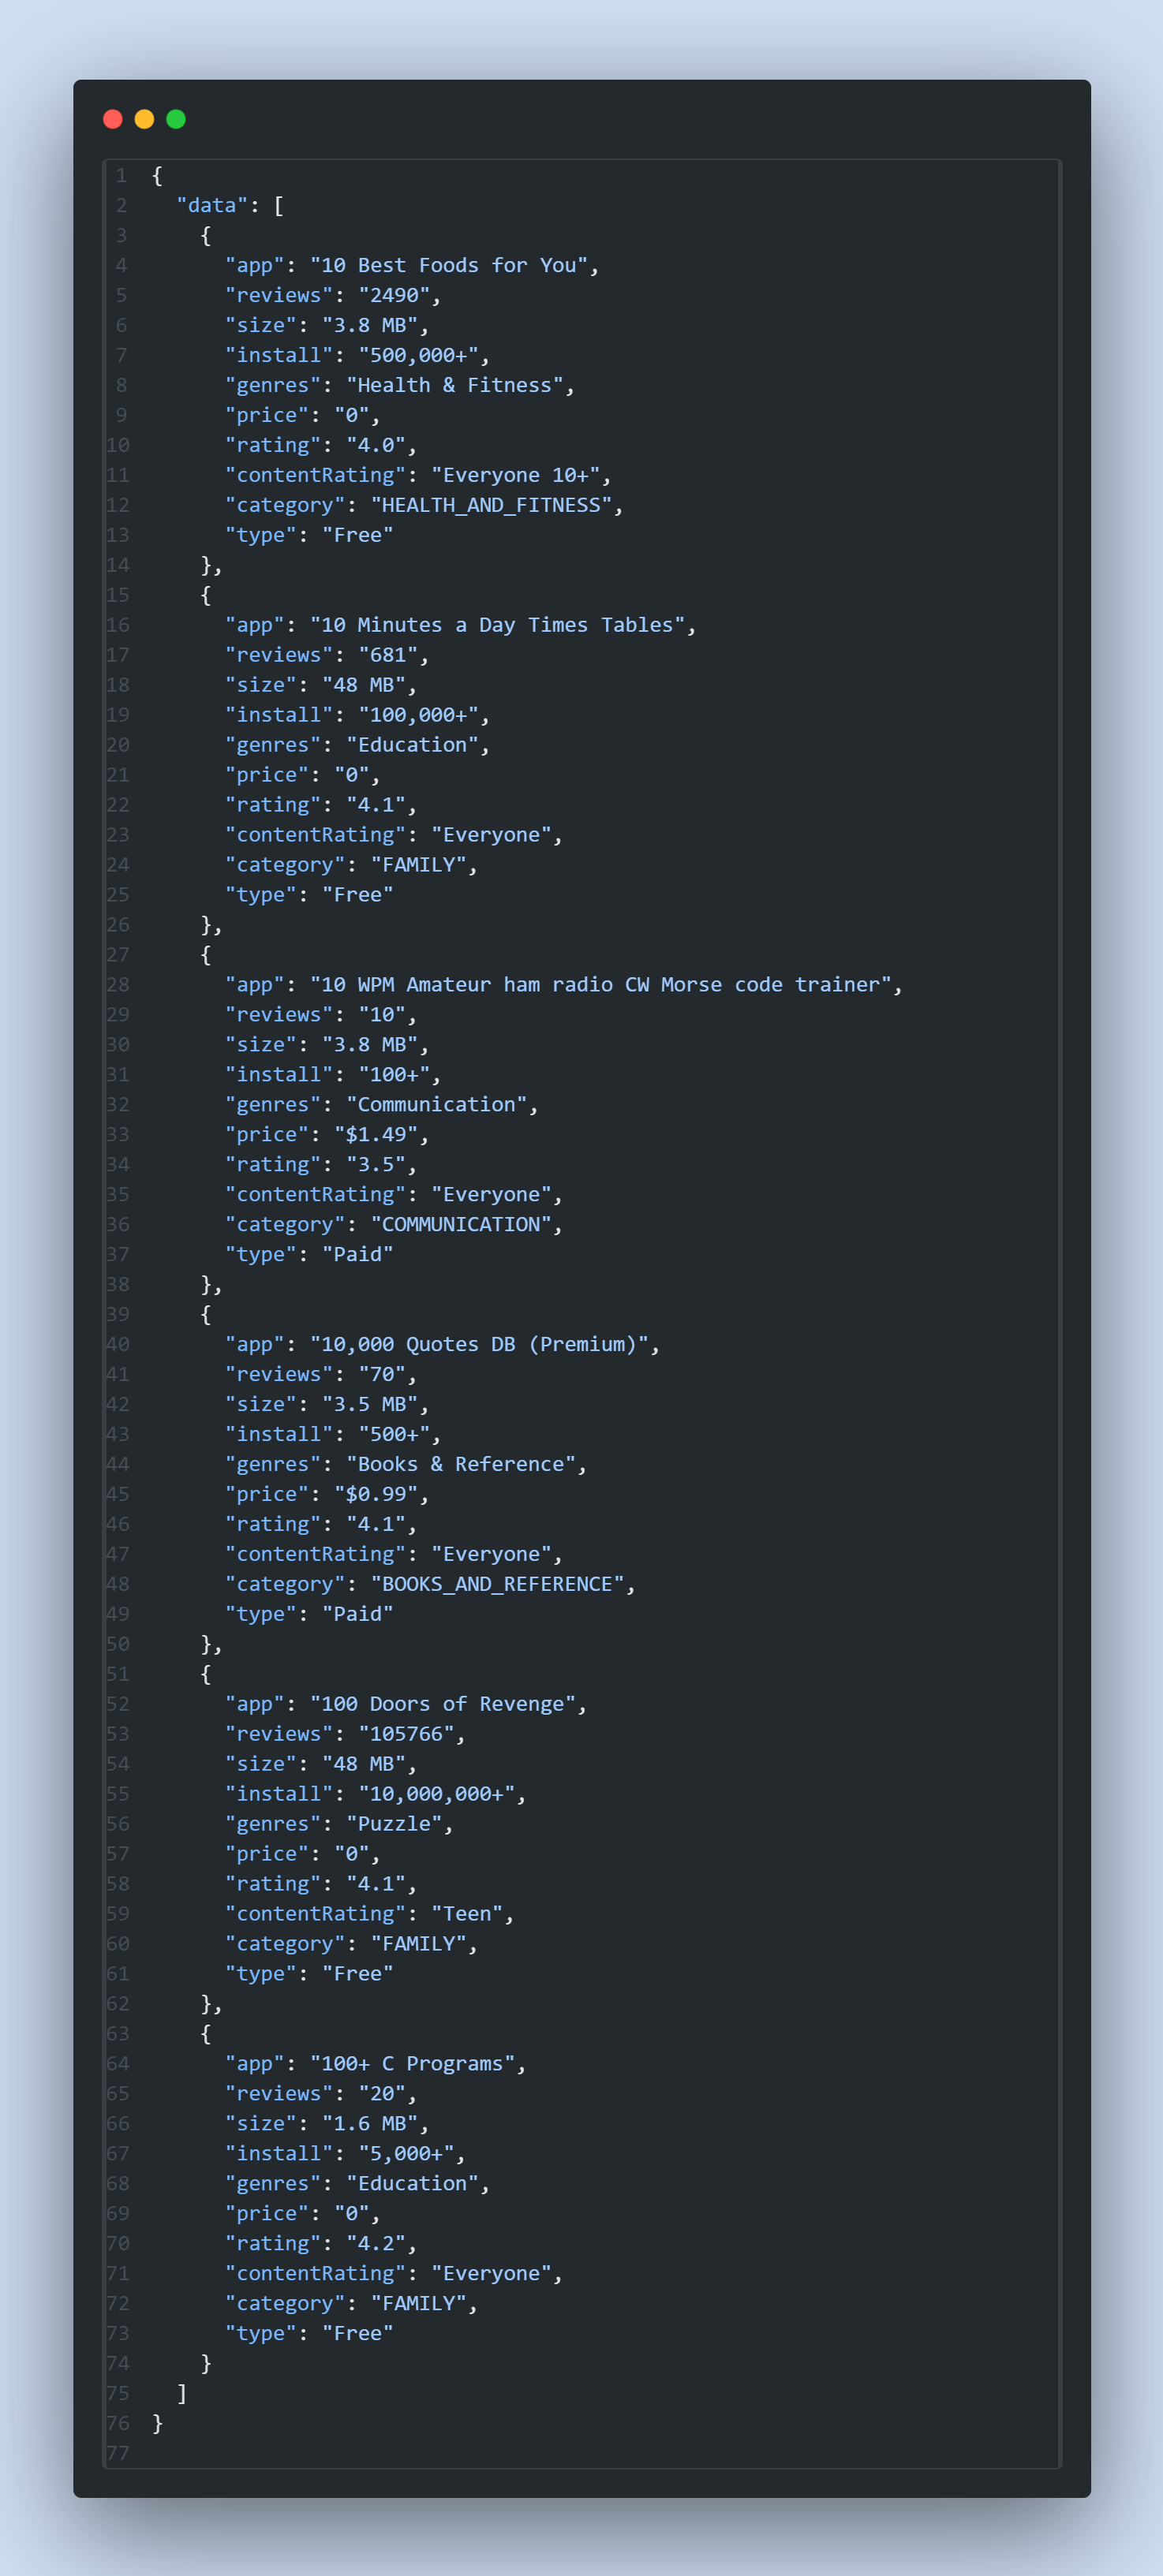 1 {
2   "data": [
3     {
4       "app": "10 Best Foods for You",
5       "reviews": "2490",
6       "size": "3.8 MB",
7       "install": "500,000+",
8       "genres": "Health & Fitness",
9       "price": "0",
10       "rating": "4.0",
11       "contentRating": "Everyone 10+",
12       "category": "HEALTH_AND_FITNESS",
13       "type": "Free"
14     },
15     {
16       "app": "10 Minutes a Day Times Tables",
17       "reviews": "681",
18       "size": "48 MB",
19       "install": "100,000+",
20       "genres": "Education",
21       "price": "0",
22       "rating": "4.1",
23       "contentRating": "Everyone",
24       "category": "FAMILY",
25       "type": "Free"
26     },
27     {
28       "app": "10 WPM Amateur ham radio CW Morse code trainer",
29       "reviews": "10",
30       "size": "3.8 MB",
31       "install": "100+",
32       "genres": "Communication",
33       "price": "$1.49",
34       "rating": "3.5",
35       "contentRating": "Everyone",
36       "category": "COMMUNICATION",
37       "type": "Paid"
38     },
39     {
40       "app": "10,000 Quotes DB (Premium)",
41       "reviews": "70",
42       "size": "3.5 MB",
43       "install": "500+",
44       "genres": "Books & Reference",
45       "price": "$0.99",
46       "rating": "4.1",
47       "contentRating": "Everyone",
48       "category": "BOOKS_AND_REFERENCE",
49       "type": "Paid"
50     },
51     {
52       "app": "100 Doors of Revenge",
53       "reviews": "105766",
54       "size": "48 MB",
55       "install": "10,000,000+",
56       "genres": "Puzzle",
57       "price": "0",
58       "rating": "4.1",
59       "contentRating": "Teen",
60       "category": "FAMILY",
61       "type": "Free"
62     },
63     {
64       "app": "100+ C Programs",
65       "reviews": "20",
66       "size": "1.6 MB",
67       "install": "5,000+",
68       "genres": "Education",
69       "price": "0",
70       "rating": "4.2",
71       "contentRating": "Everyone",
72       "category": "FAMILY",
73       "type": "Free"
74     }
75   ]
76 }
77